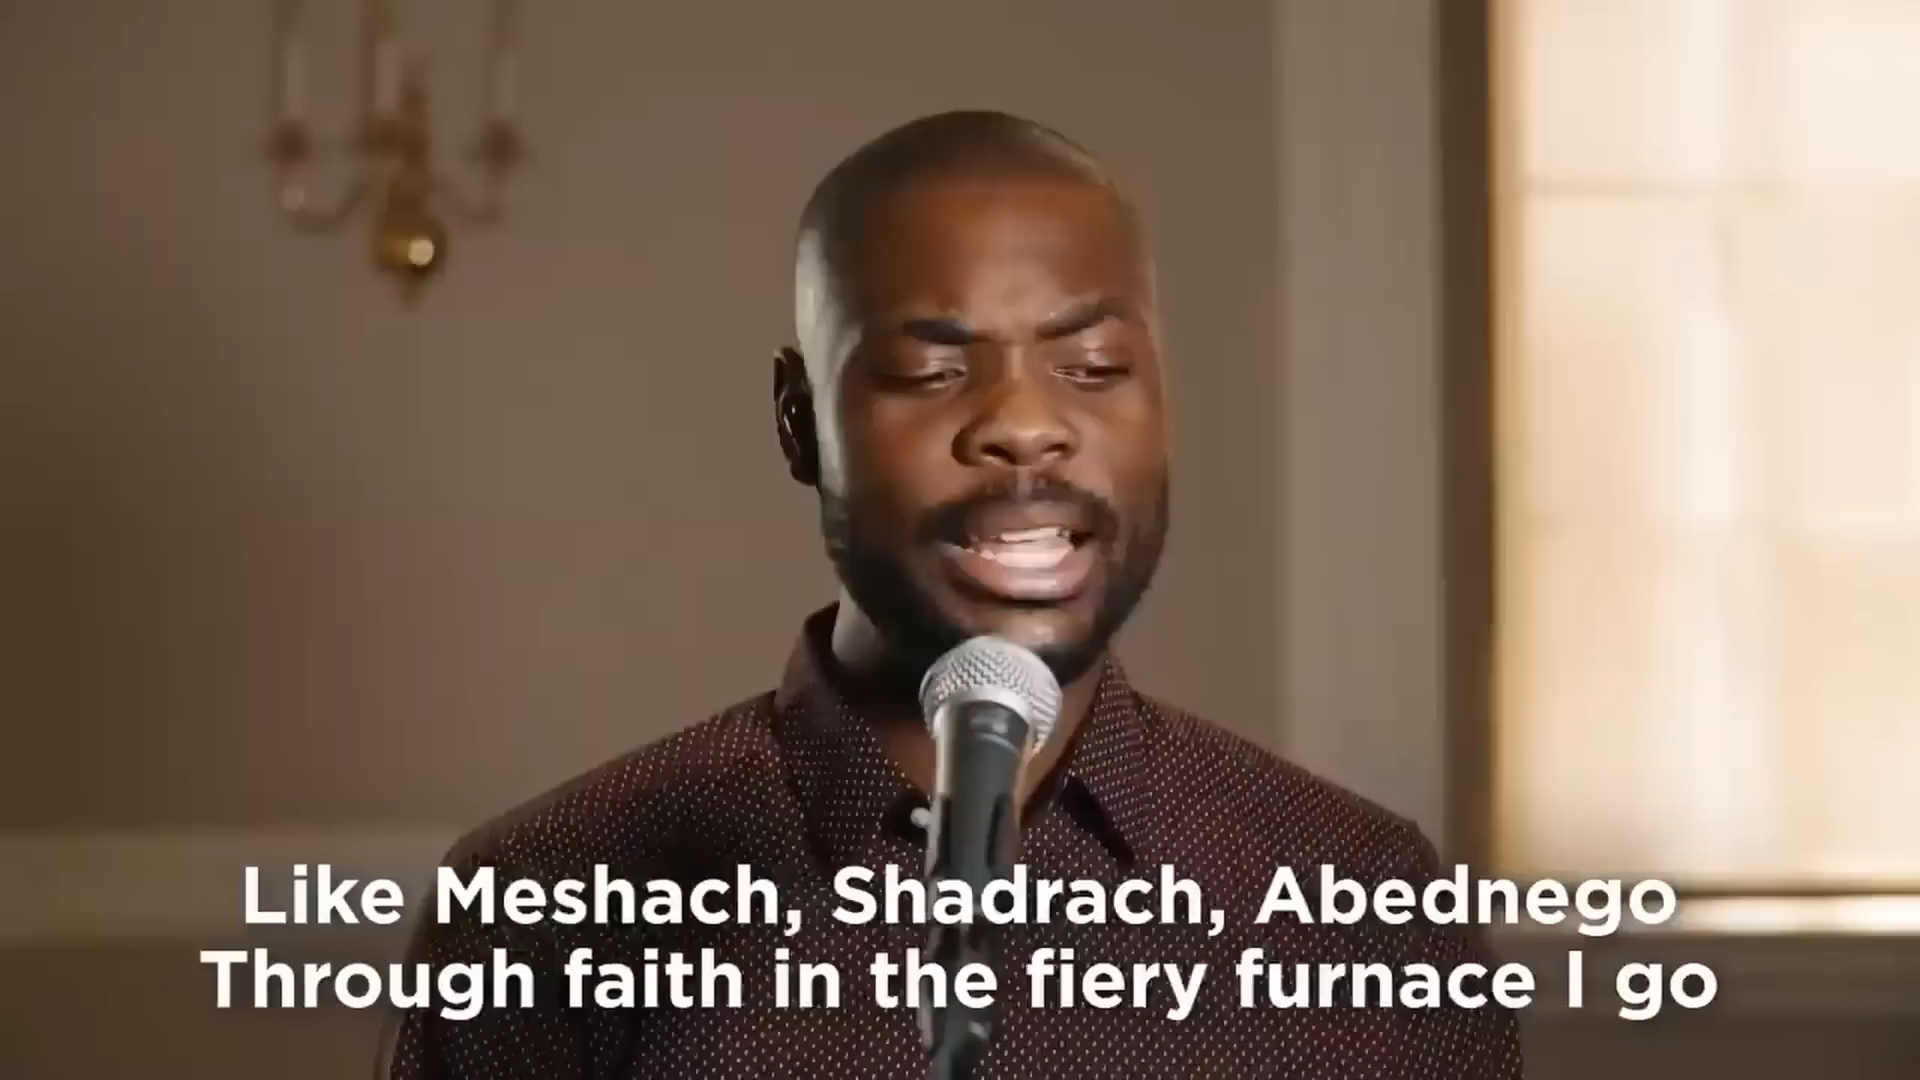 Like Meshach, Shadrach, Abednego
Through faith in the fiery furnace I go